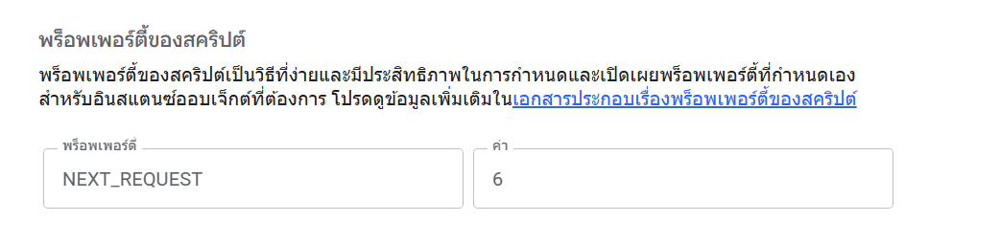 พร็อพเพอร์ตี้ของสคริปต์
พร็อพเพอร์ตี้ของสคริปต์เป็นวิธีที่ง่ายและมีประสิทธิภาพในการกำหนดและเปิดเผยพร็อพเพอร์ตี้ที่กำหนดเอง
สำหรับอินสแตนซ์ออบเจ็กต์ที่ต้องการ โปรดดูข้อมูลเพิ่มเติมในเอกสารประกอบเรื่องพร็อพเพอร์ตี้ของสคริปต์
พร็อพเพอร์ตี้ ค่า
NEXT_REQUEST 6